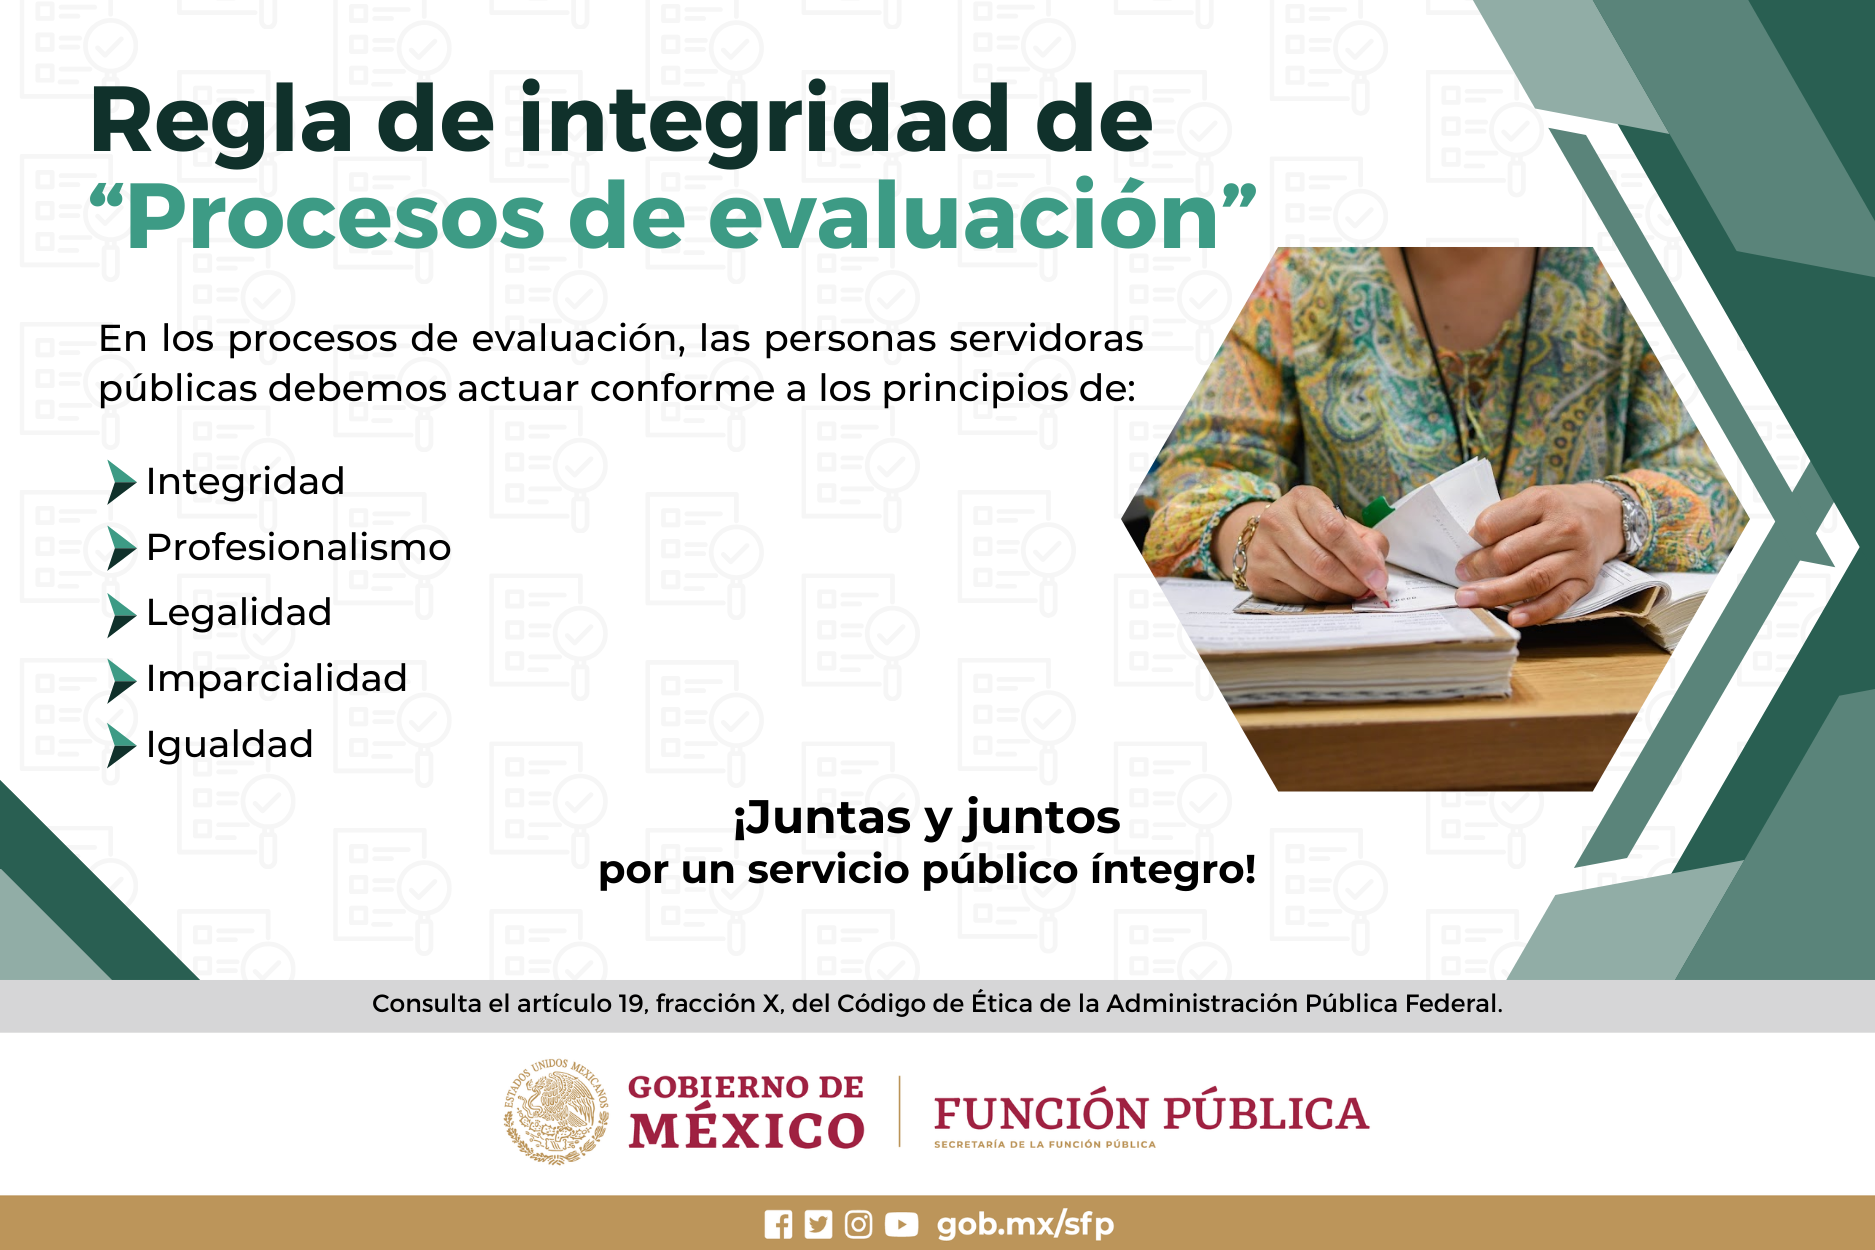 Regla de integridad de
“Procesos de evaluación”
En los procesos de evaluación, las personas servidoras
públicas debemos actuar conforme a los principios de:
Integridad
Profesionalismo
Legalidad
Imparcialidad
Igualdad
¡Juntas y juntos
por un servicio público íntegro!
Consulta el artículo 19, fracción X, del Código de Ética de la Administración Pública Federal.
ESTADOS UNIDOS MEXICANOS
GOBIERNO DE
MÉXICO
FUNCIÓN PÚBLICA
SECRETARÍA DE LA FUNCIÓN PÚBLICA
gob.mx/sfp